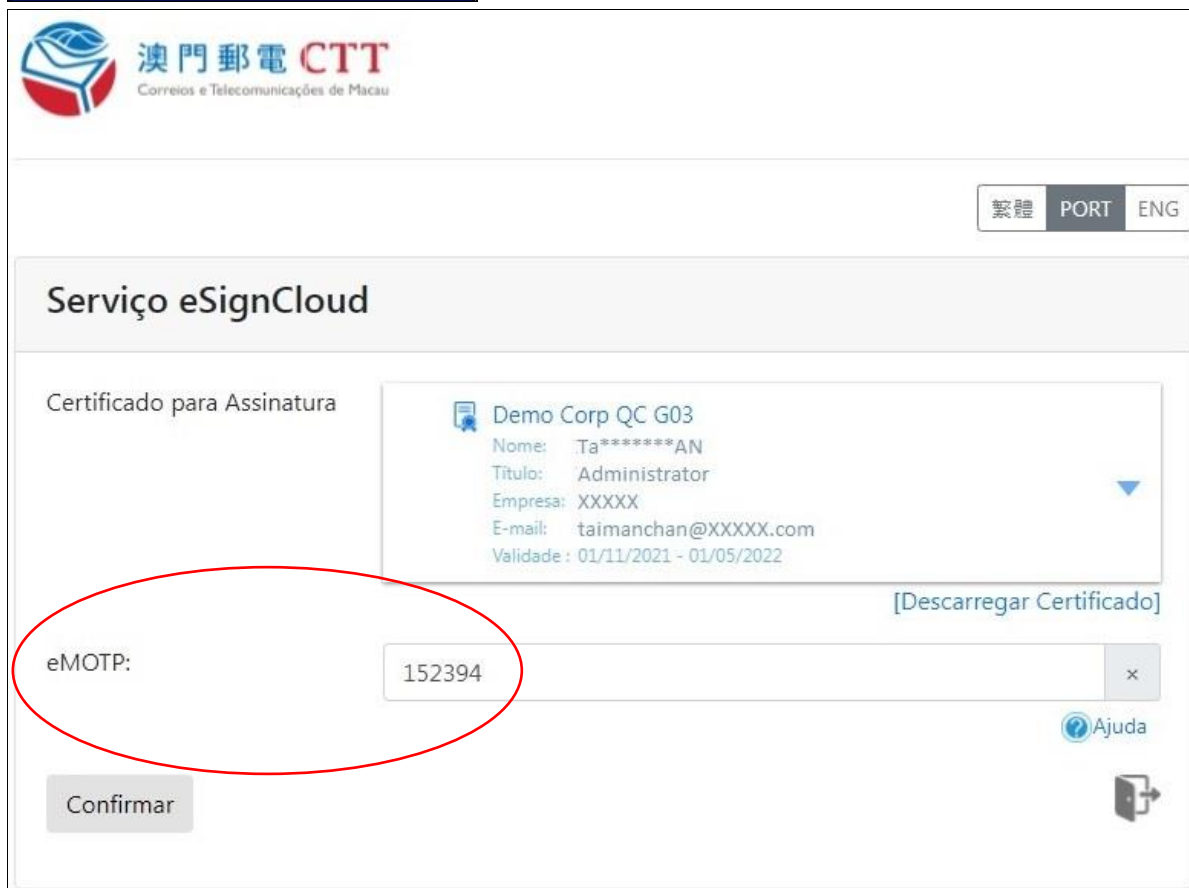 澳門郵電 CTT
Correios e Telecomunicações de Macau
繁體 PORT ENG
Serviço eSignCloud
Certificado para Assinatura
Demo Corp QC G03
Nome: Ta*******AN
Título: Administrator
Empresa: XXXXX
E-mail: taimanchan@XXXXX.com
Validade : 01/11/2021 - 01/05/2022
[Descarregar Certificado]
eMOTP:
152394 ×
Ajuda
Confirmar